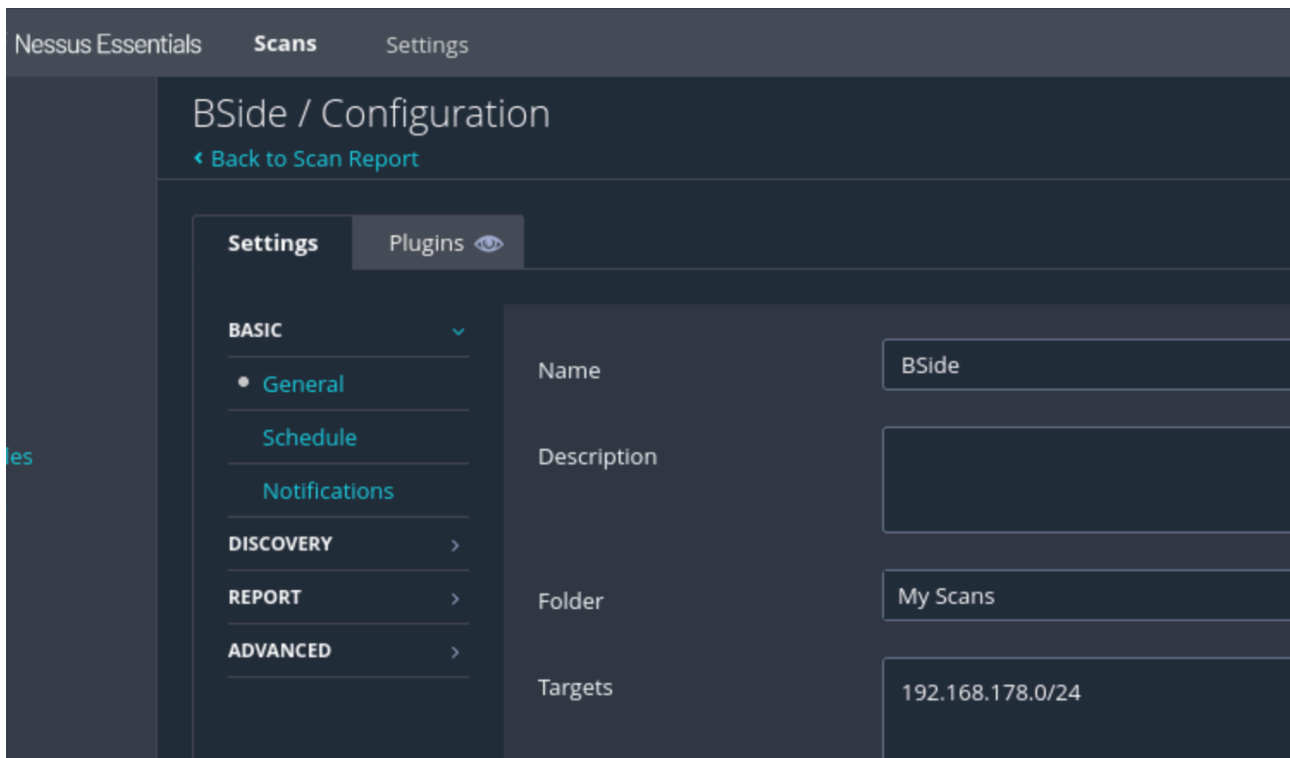 Nessus Essentials Scans Settings
BSide / Configuration
Back to Scan Report
Settings Plugins
BASIC
General
Schedule
Notifications
DISCOVERY
REPORT
ADVANCED
Name BSide
Description
Folder My Scans
Targets 192.168.178.0/24